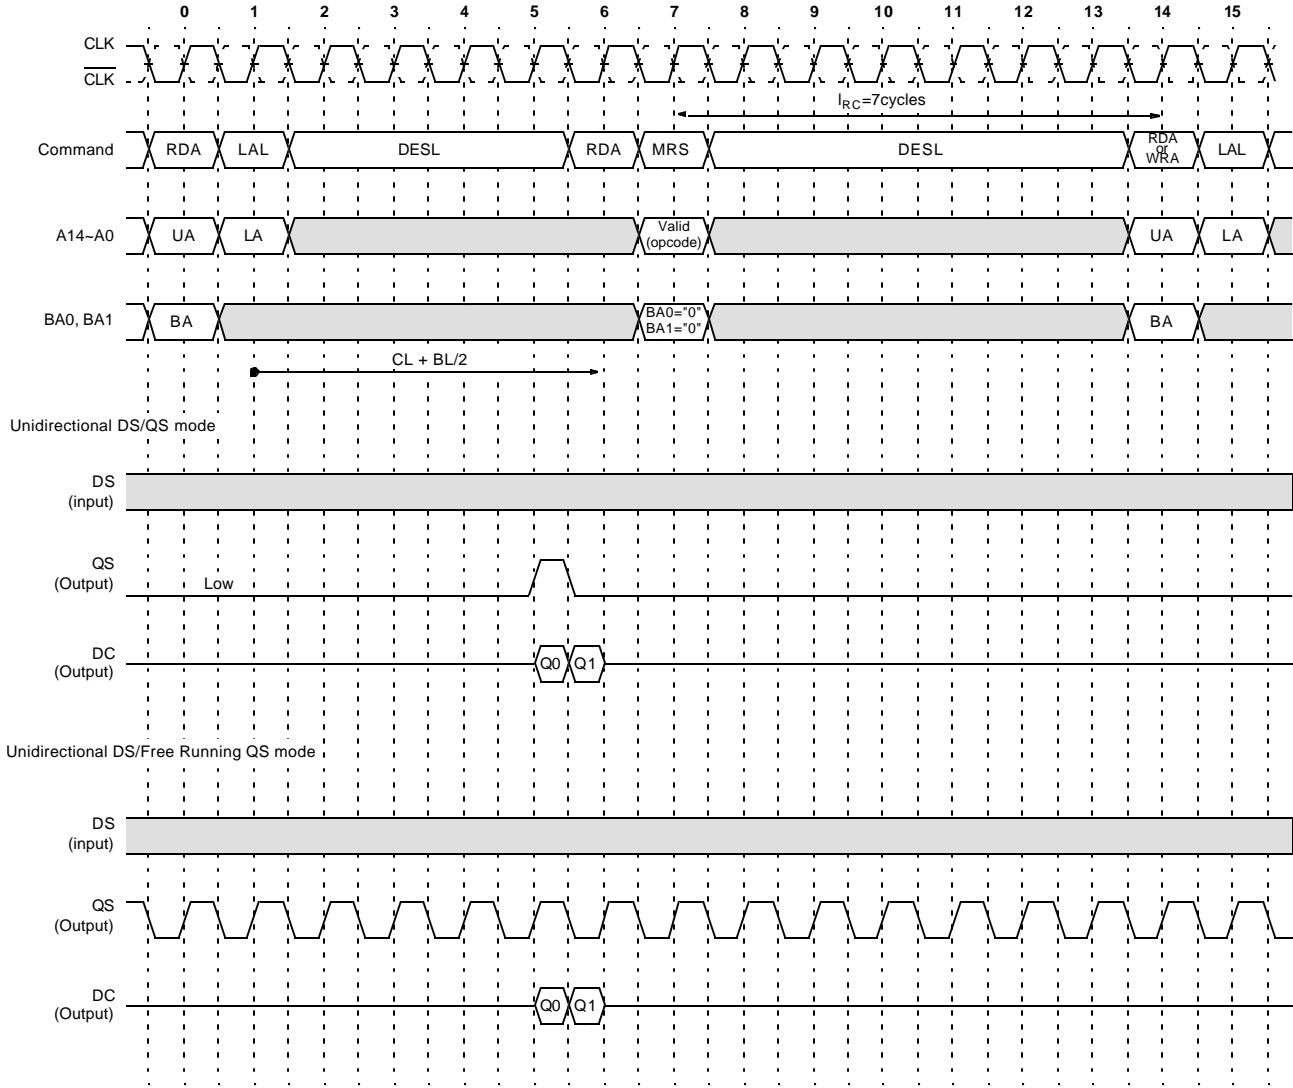 0 1 2 3 4 5 6 7 8 9 10 11 12 13 14 15
CLK
CLK
IRC=7cycles
Command RDA LAL DESL RDA MRS DESL RDA or WRA LAL
A14~A0 UA LA Valid (opcode) UA LA
BA0, BA1 BA BA0="0" BA1="0" BA
CL + BL/2
Unidirectional DS/QS mode
DS
(input)
QS
(Output) Low
DC
(Output) Q0 Q1
Unidirectional DS/Free Running QS mode
DS
(input)
QS
(Output)
DC
(Output) Q0 Q1